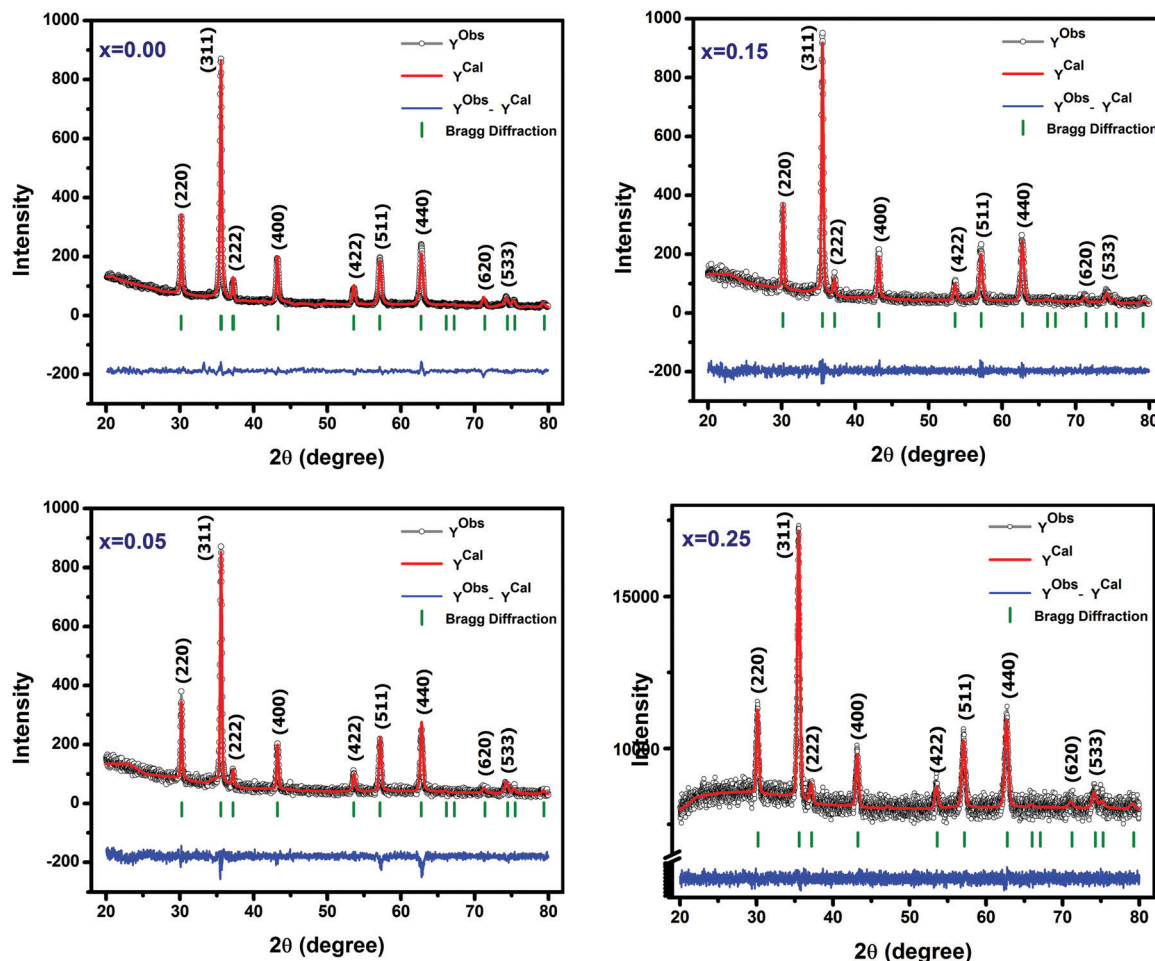 x=0.00
Y^Obs
Y^Cal
Y^Obs - Y^Cal
Bragg Diffraction
(220)
(311)
(222)
(400)
(422)
(511)
(440)
(620)
(533)
Intensity
1000
800
600
400
200
0
-200
20 30 40 50 60 70 80
2θ (degree)
x=0.15
Y^Obs
Y^Cal
Y^Obs - Y^Cal
Bragg Diffraction
(220)
(311)
(222)
(400)
(422)
(511)
(440)
(620)
(533)
Intensity
1000
800
600
400
200
0
-200
20 30 40 50 60 70 80
2θ (degree)
x=0.05
Y^Obs
Y^Cal
Y^Obs - Y^Cal
Bragg Diffraction
(220)
(311)
(222)
(400)
(422)
(511)
(440)
(620)
(533)
Intensity
1000
800
600
400
200
0
-200
20 30 40 50 60 70 80
2θ (degree)
x=0.25
Y^Obs
Y^Cal
Y^Obs - Y^Cal
Bragg Diffraction
(220)
(311)
(222)
(400)
(422)
(511)
(440)
(620)
(533)
Intensity
15000
10000
20 30 40 50 60 70 80
2θ (degree)